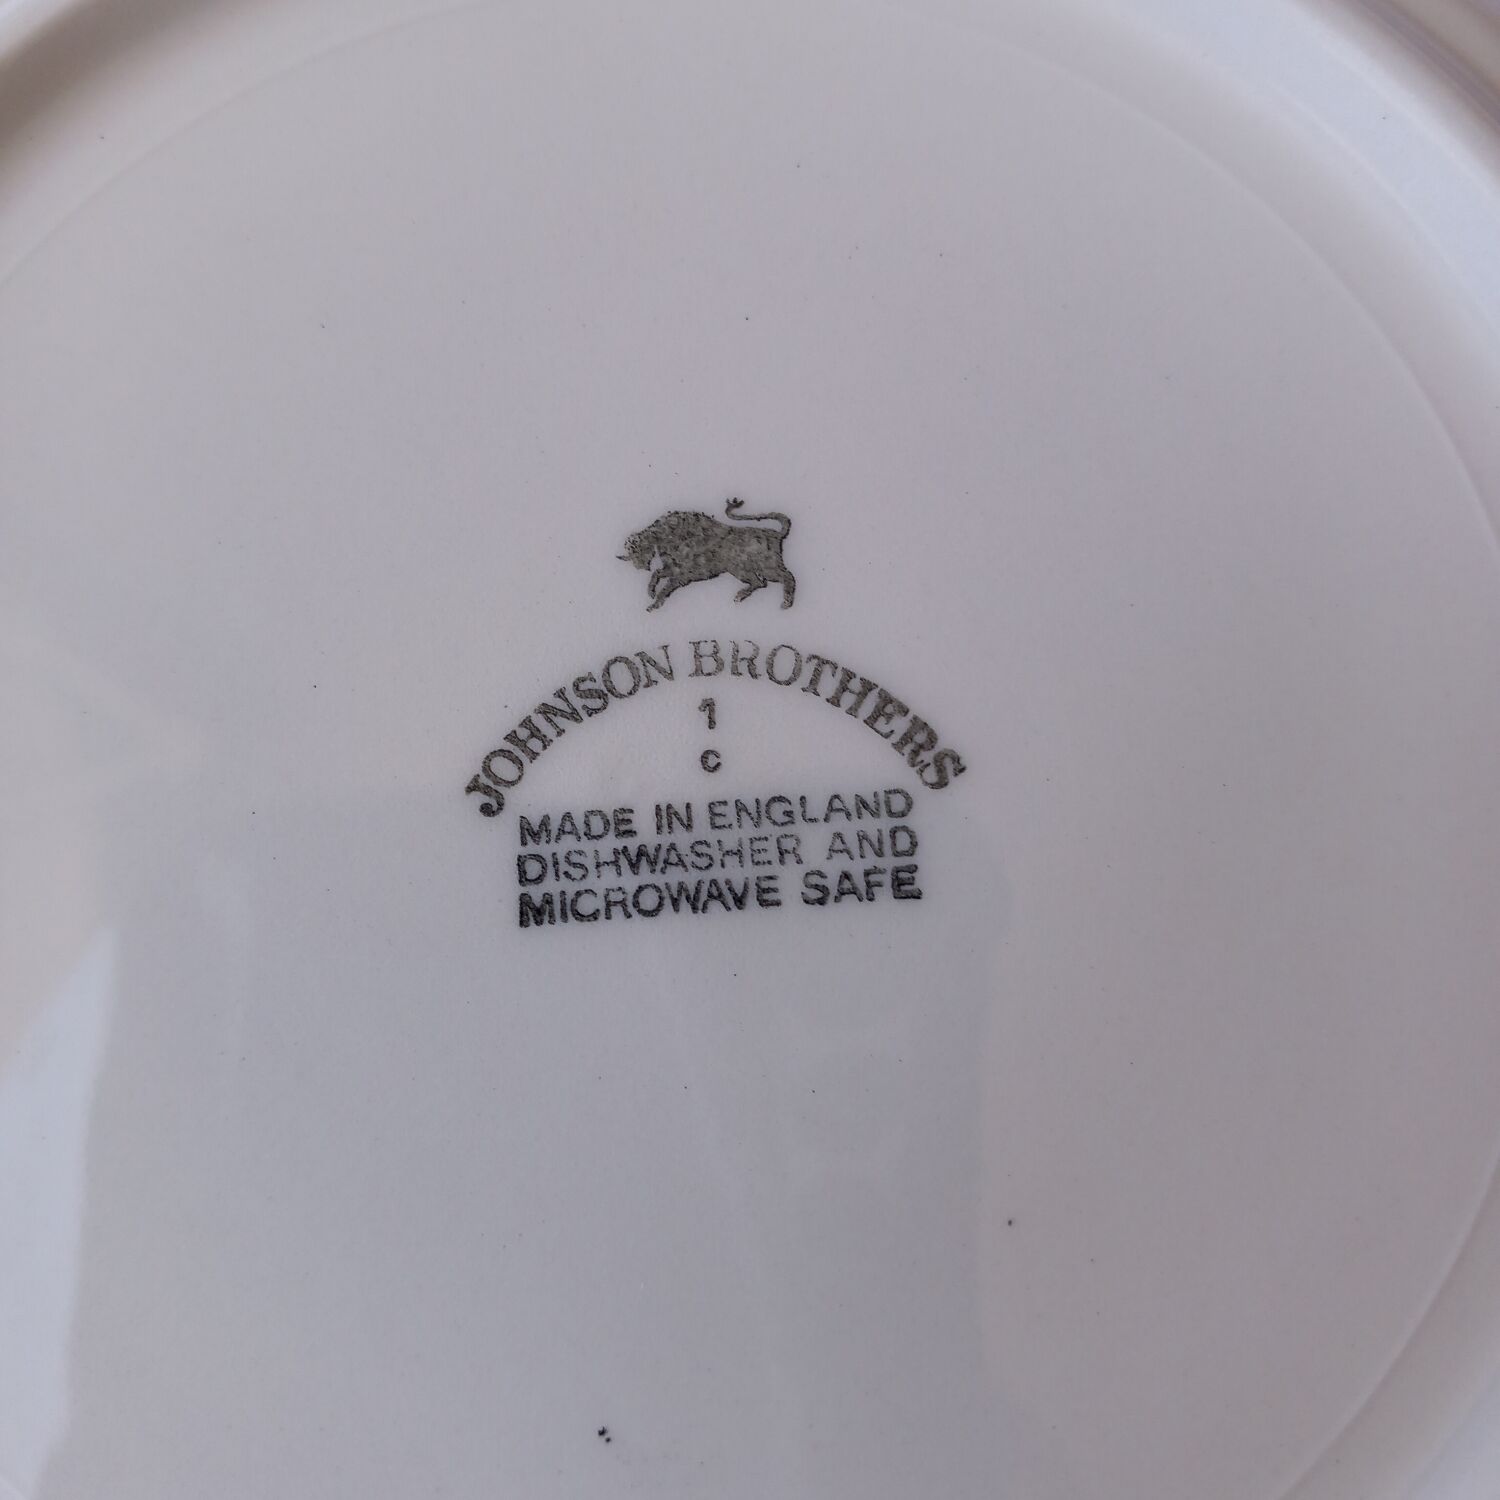 JOHNSON BROTHERS
1
C
MADE IN ENGLAND
DISHWASHER AND
MICROWAVE SAFE